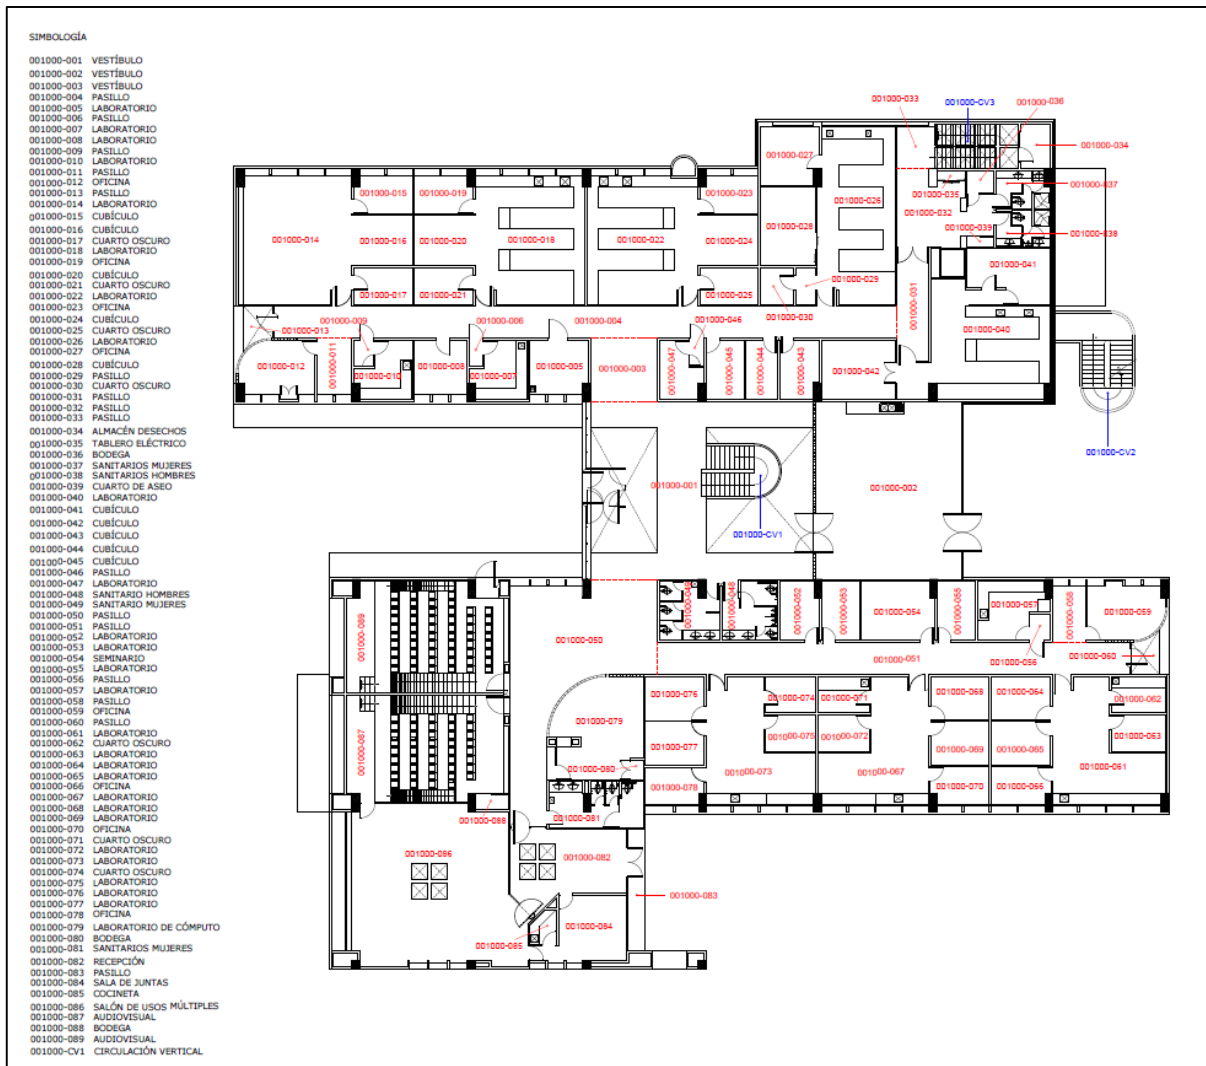 SIMBOLOGÍA
001000-001 VESTÍBULO
001000-002 VESTÍBULO
001000-003 VESTÍBULO
001000-004 PASILLO
001000-005 LABORATORIO
001000-006 PASILLO
001000-007 LABORATORIO
001000-008 LABORATORIO
001000-009 PASILLO
001000-010 LABORATORIO
001000-011 PASILLO
001000-012 OFICINA
001000-013 PASILLO
001000-014 LABORATORIO
001000-015 CUBÍCULO
001000-016 CUBÍCULO
001000-017 CUARTO OSCURO
001000-018 LABORATORIO
001000-019 OFICINA
001000-020 CUBÍCULO
001000-021 CUARTO OSCURO
001000-022 LABORATORIO
001000-023 OFICINA
001000-024 CUBÍCULO
001000-025 CUARTO OSCURO
001000-026 LABORATORIO
001000-027 OFICINA
001000-028 CUBÍCULO
001000-029 PASILLO
001000-030 CUARTO OSCURO
001000-031 PASILLO
001000-032 PASILLO
001000-033 PASILLO
001000-034 ALMACÉN DESECHOS
001000-035 TABLERO ELÉCTRICO
001000-036 BODEGA
001000-037 SANITARIOS MUJERES
001000-038 SANITARIOS HOMBRES
001000-039 CUARTO DE ASEO
001000-040 LABORATORIO
001000-041 CUBÍCULO
001000-042 CUBÍCULO
001000-043 CUBÍCULO
001000-044 CUBÍCULO
001000-045 CUBÍCULO
001000-046 PASILLO
001000-047 LABORATORIO
001000-048 SANITARIO HOMBRES
001000-049 SANITARIO MUJERES
001000-050 PASILLO
001000-051 PASILLO
001000-052 LABORATORIO
001000-053 LABORATORIO
001000-054 SEMINARIO
001000-055 LABORATORIO
001000-056 PASILLO
001000-057 LABORATORIO
001000-058 PASILLO
001000-059 OFICINA
001000-060 PASILLO
001000-061 LABORATORIO
001000-062 CUARTO OSCURO
001000-063 LABORATORIO
001000-064 LABORATORIO
001000-065 LABORATORIO
001000-066 OFICINA
001000-067 LABORATORIO
001000-068 LABORATORIO
001000-069 LABORATORIO
001000-070 OFICINA
001000-071 CUARTO OSCURO
001000-072 LABORATORIO
001000-073 LABORATORIO
001000-074 CUARTO OSCURO
001000-075 LABORATORIO
001000-076 LABORATORIO
001000-077 LABORATORIO
001000-078 OFICINA
001000-079 LABORATORIO DE CÓMPUTO
001000-080 BODEGA
001000-081 SANITARIOS MUJERES
001000-082 RECEPCIÓN
001000-083 PASILLO
001000-084 SALA DE JUNTAS
001000-085 COCINETA
001000-086 SALÓN DE USOS MÚLTIPLES
001000-087 AUDIOVISUAL
001000-088 BODEGA
001000-089 AUDIOVISUAL
001000-CV1 CIRCULACIÓN VERTICAL
001000-033
001000-CV3
001000-036
001000-034
001000-027
001000-037
001000-015
001000-019
001000-023
001000-035
001000-026
001000-032
001000-028
001000-039
001000-038
001000-014
001000-016
001000-020
001000-018
001000-022
001000-024
001000-041
001000-029
001000-017
001000-021
001000-025
001000-031
001000-030
001000-009
001000-006
001000-004
001000-046
001000-013
001000-040
001000-011
001000-012
001000-010
001000-008
001000-007
001000-005
001000-003
001000-047
001000-045
001000-044
001000-043
001000-042
001000-CV2
001000-001
001000-002
001000-CV1
001000-049
001000-048
001000-052
001000-053
001000-054
001000-055
001000-057
001000-058
001000-059
001000-089
001000-050
001000-051
001000-056
001000-060
001000-076
001000-074
001000-071
001000-068
001000-064
001000-062
001000-079
001000-087
001000-077
001000-075
001000-072
001000-069
001000-065
001000-063
001000-080
001000-073
001000-067
001000-061
001000-078
001000-070
001000-066
001000-088
001000-081
001000-086
001000-082
001000-083
001000-084
001000-085